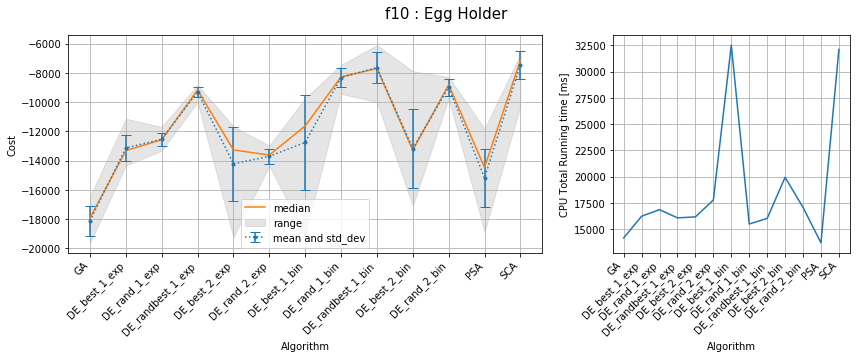 f10 : Egg Holder
Cost
−6000
−8000
−10000
−12000
−14000
−16000
−18000
−20000
median
range
mean and std_dev
GA
DE_best_1_exp
DE_rand_1_exp
DE_randbest_1_exp
DE_best_2_exp
DE_rand_2_exp
DE_best_1_bin
DE_rand_1_bin
DE_randbest_1_bin
DE_best_2_bin
DE_rand_2_bin
PSA
SCA
Algorithm
CPU Total Running time [ms]
32500
30000
27500
25000
22500
20000
17500
15000
GA
DE_best_1_exp
DE_rand_1_exp
DE_randbest_1_exp
DE_best_2_exp
DE_rand_2_exp
DE_best_1_bin
DE_rand_1_bin
DE_randbest_1_bin
DE_best_2_bin
DE_rand_2_bin
PSA
SCA
Algorithm